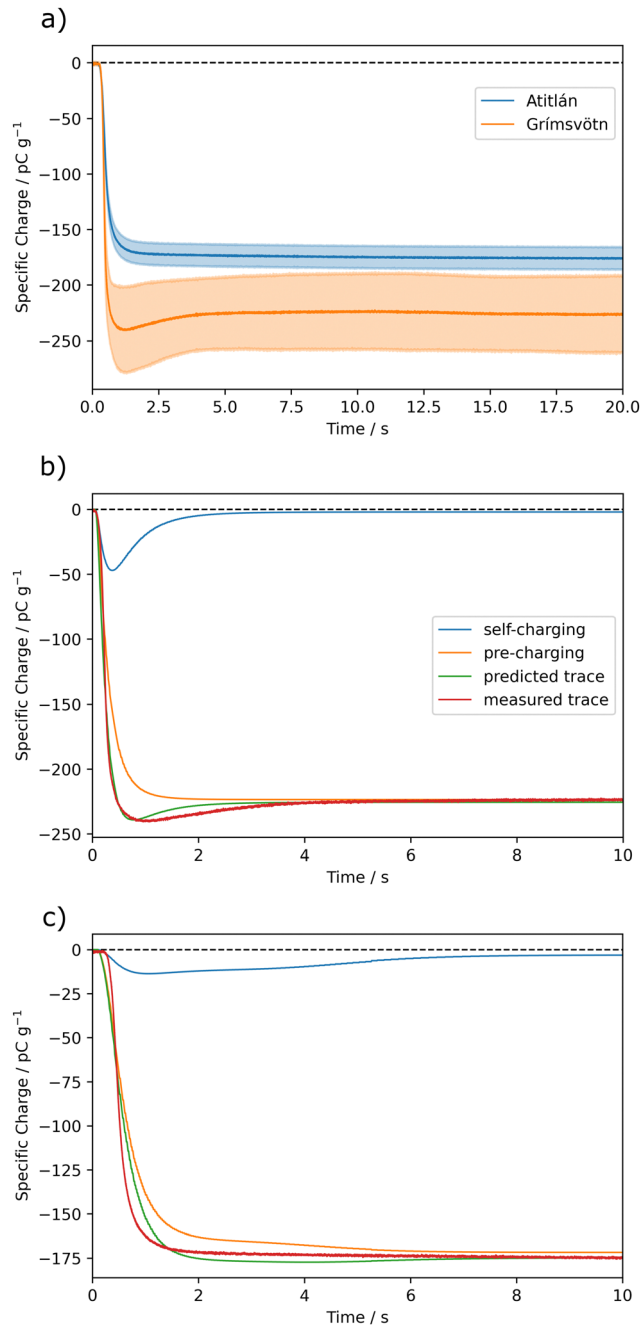 a)
0
−50
−100
−150
−200
−250
Specific Charge / pC g⁻¹
Atitlán
Grímsvötn
0.0 2.5 5.0 7.5 10.0 12.5 15.0 17.5 20.0
Time / s
b)
0
−50
−100
−150
−200
−250
Specific Charge / pC g⁻¹
self-charging
pre-charging
predicted trace
measured trace
0 2 4 6 8 10
Time / s
c)
0
−25
−50
−75
−100
−125
−150
−175
Specific Charge / pC g⁻¹
0 2 4 6 8 10
Time / s